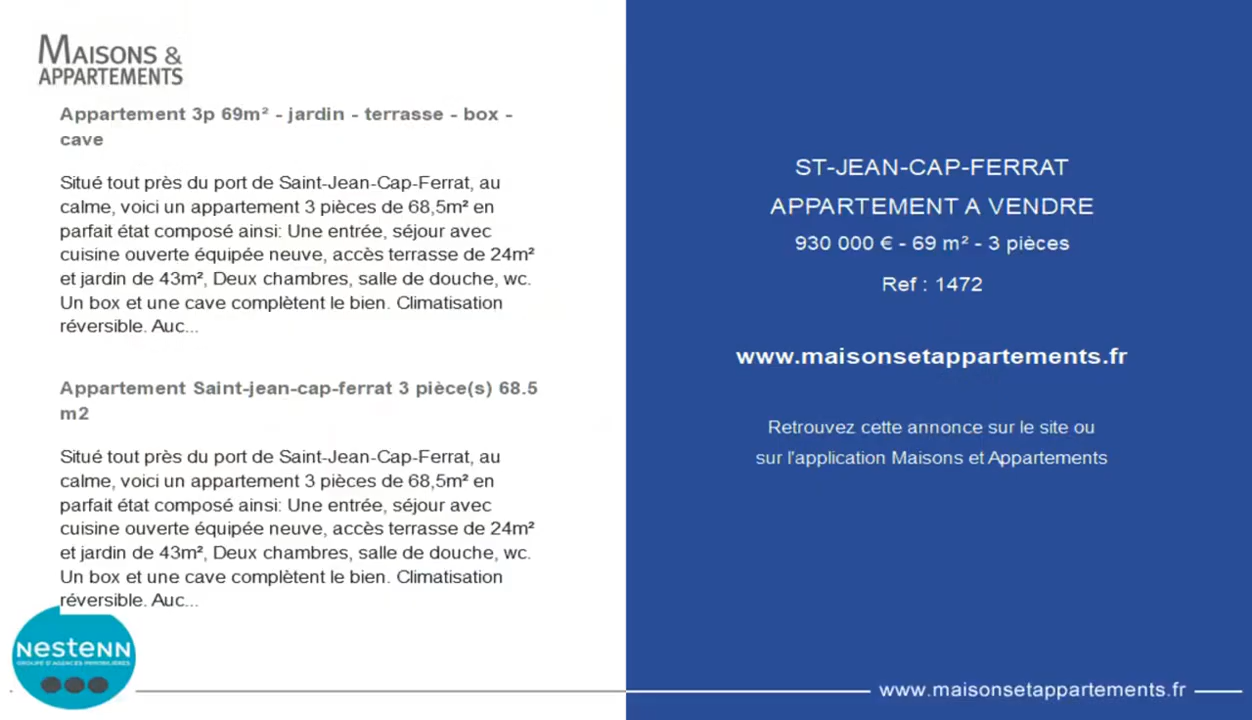 MAISONS &
APPARTEMENTS
Appartement 3p 69m² - jardin - terrasse - box -
cave
Situé tout près du port de Saint-Jean-Cap-Ferrat, au
calme, voici un appartement 3 pièces de 68,5m² en
parfait état composé ainsi: Une entrée, séjour avec
cuisine ouverte équipée neuve, accès terrasse de 24m²
et jardin de 43m², Deux chambres, salle de douche, wc.
Un box et une cave complètent le bien. Climatisation
réversible. Auc...
Appartement Saint-jean-cap-ferrat 3 pièce(s) 68.5
m2
Situé tout près du port de Saint-Jean-Cap-Ferrat, au
calme, voici un appartement 3 pièces de 68,5m² en
parfait état composé ainsi: Une entrée, séjour avec
cuisine ouverte équipée neuve, accès terrasse de 24m²
et jardin de 43m², Deux chambres, salle de douche, wc.
Un box et une cave complètent le bien. Climatisation
réversible. Auc...
nestenn
GROUPE D'AGENCES IMMOBILIÈRES
ST-JEAN-CAP-FERRAT
APPARTEMENT A VENDRE
930 000 € - 69 m² - 3 pièces
Ref : 1472
www.maisonsetappartements.fr
Retrouvez cette annonce sur le site ou
sur l'application Maisons et Appartements
www.maisonsetappartements.fr